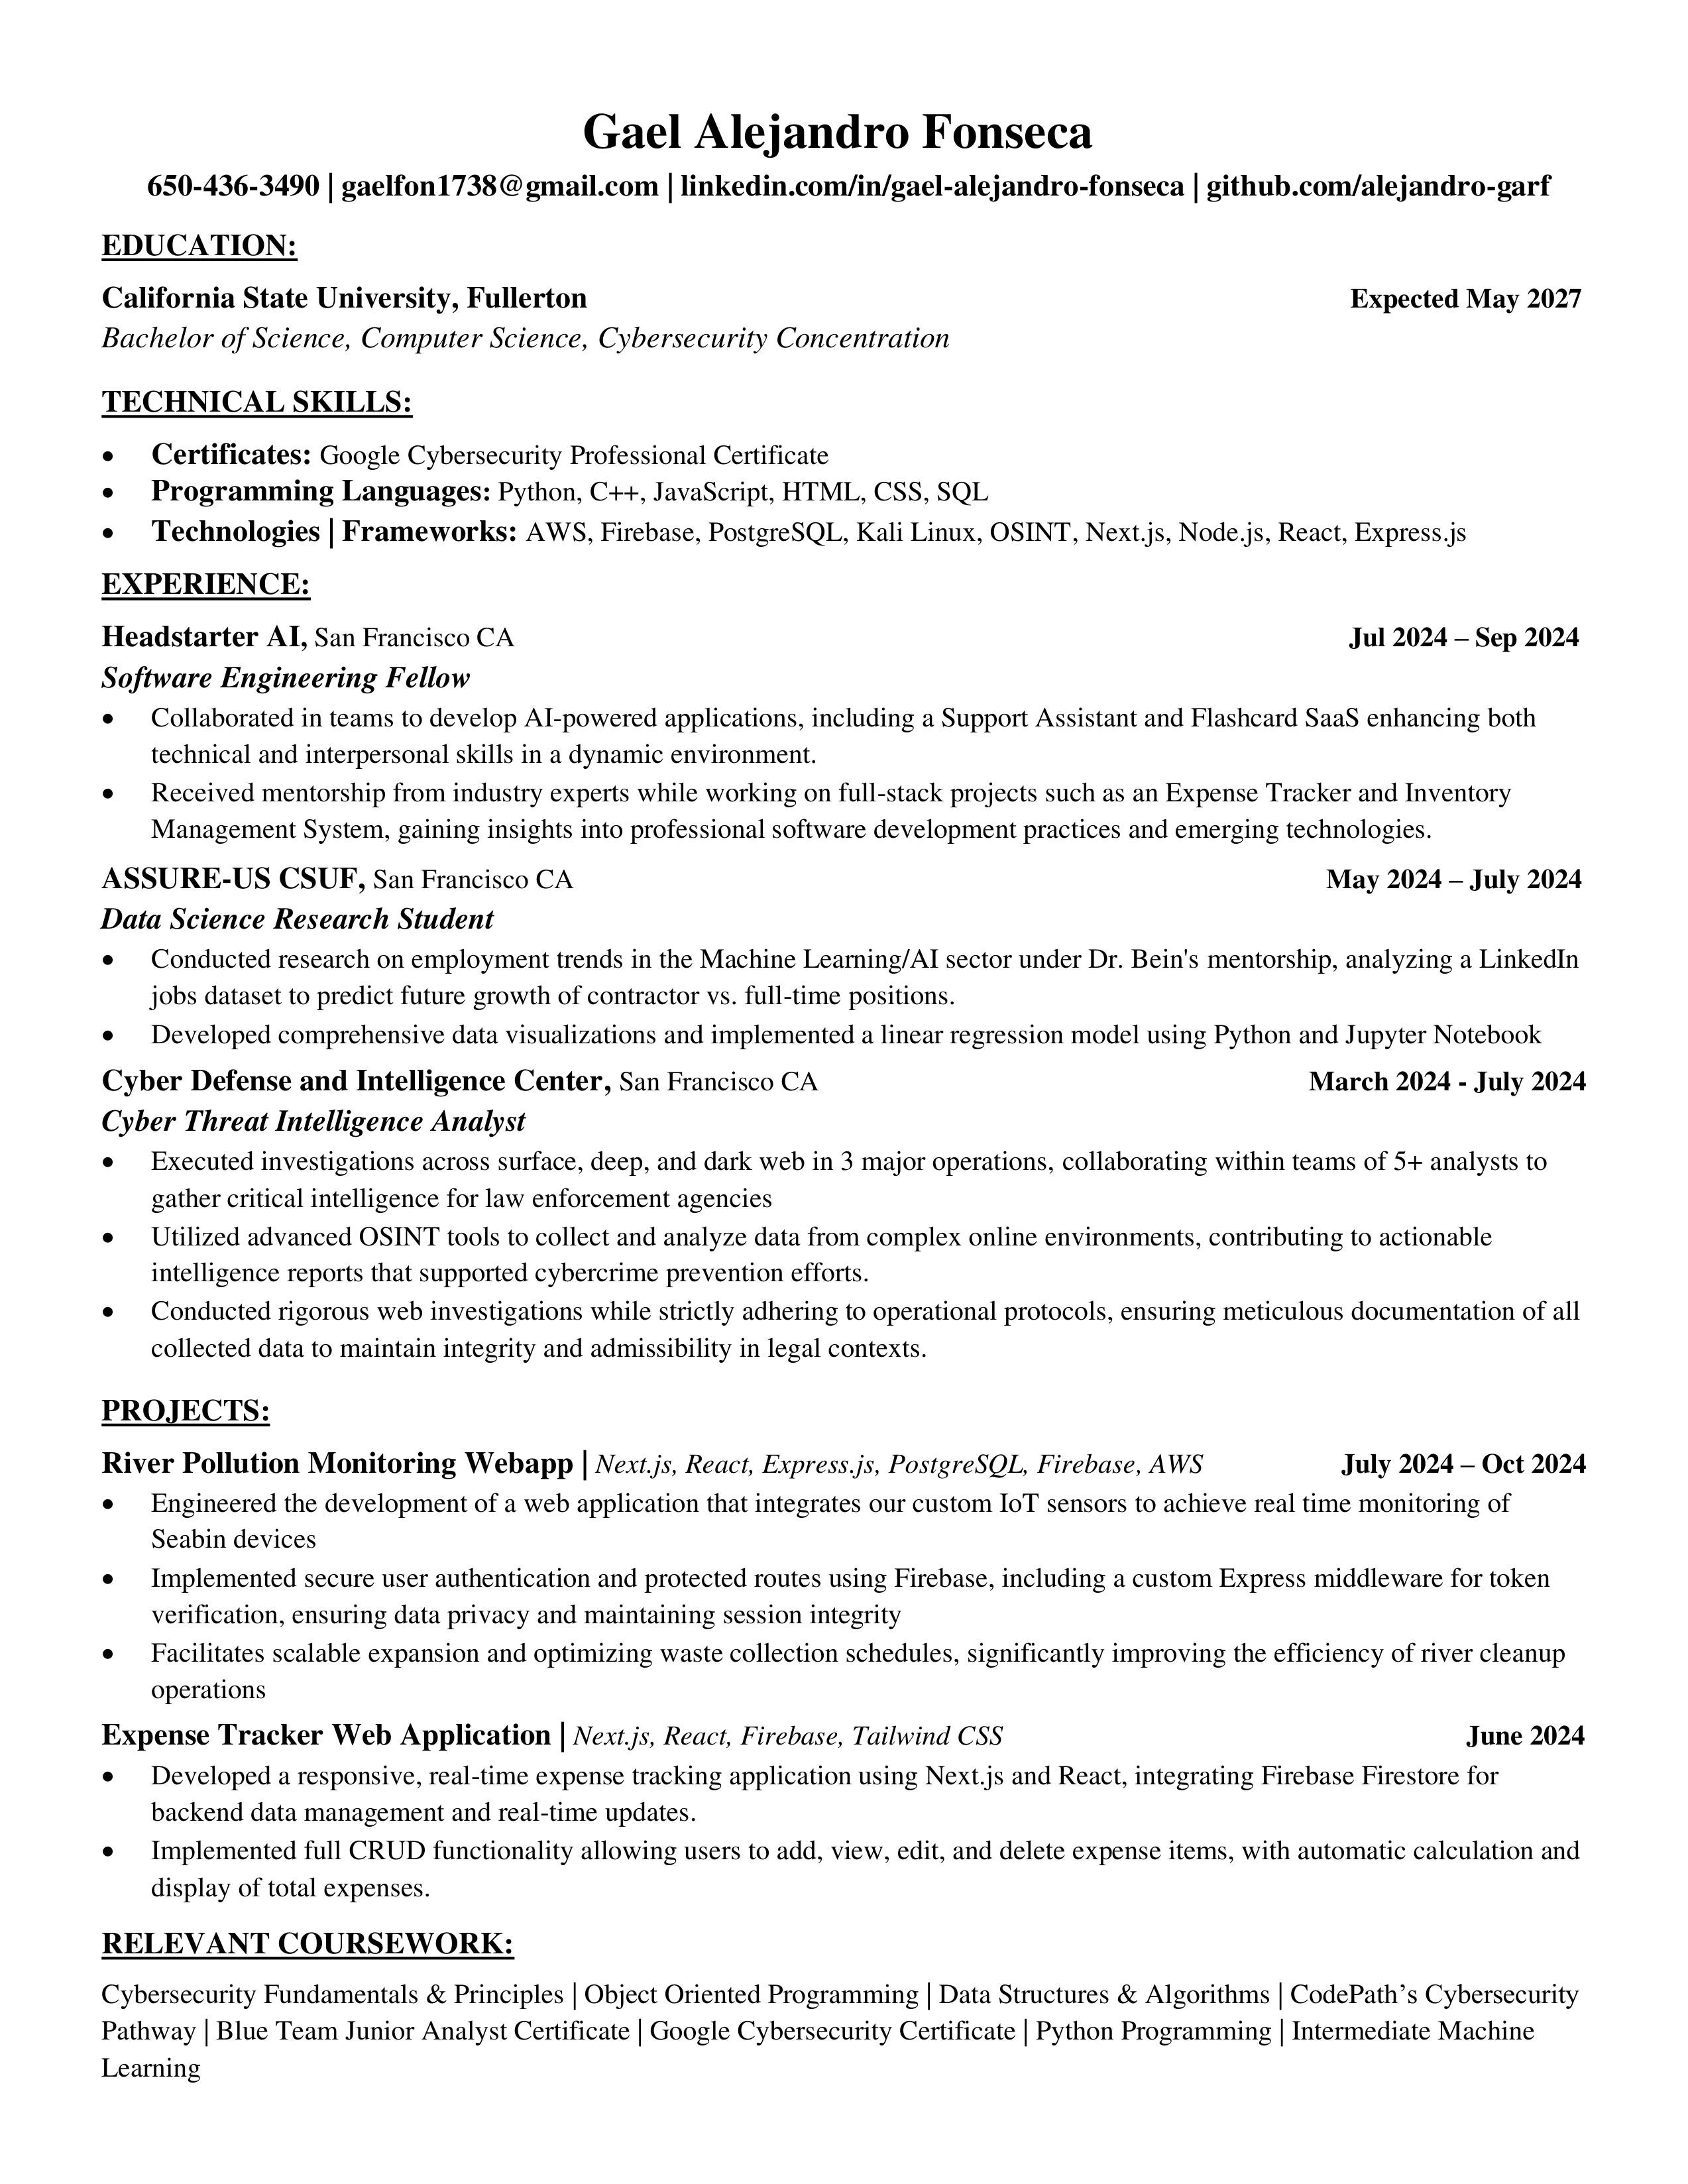 Gael Alejandro Fonseca
650-436-3490 | gaelfon1738@gmail.com | linkedin.com/in/gael-alejandro-fonseca | github.com/alejandro-garf
EDUCATION:
California State University, Fullerton Expected May 2027
Bachelor of Science, Computer Science, Cybersecurity Concentration
TECHNICAL SKILLS:
• Certificates: Google Cybersecurity Professional Certificate
• Programming Languages: Python, C++, JavaScript, HTML, CSS, SQL
• Technologies | Frameworks: AWS, Firebase, PostgreSQL, Kali Linux, OSINT, Next.js, Node.js, React, Express.js
EXPERIENCE:
Headstarter AI, San Francisco CA Jul 2024 – Sep 2024
Software Engineering Fellow
• Collaborated in teams to develop AI-powered applications, including a Support Assistant and Flashcard SaaS enhancing both
technical and interpersonal skills in a dynamic environment.
• Received mentorship from industry experts while working on full-stack projects such as an Expense Tracker and Inventory
Management System, gaining insights into professional software development practices and emerging technologies.
ASSURE-US CSUF, San Francisco CA May 2024 – July 2024
Data Science Research Student
• Conducted research on employment trends in the Machine Learning/AI sector under Dr. Bein's mentorship, analyzing a LinkedIn
jobs dataset to predict future growth of contractor vs. full-time positions.
• Developed comprehensive data visualizations and implemented a linear regression model using Python and Jupyter Notebook
Cyber Defense and Intelligence Center, San Francisco CA March 2024 - July 2024
Cyber Threat Intelligence Analyst
• Executed investigations across surface, deep, and dark web in 3 major operations, collaborating within teams of 5+ analysts to
gather critical intelligence for law enforcement agencies
• Utilized advanced OSINT tools to collect and analyze data from complex online environments, contributing to actionable
intelligence reports that supported cybercrime prevention efforts.
• Conducted rigorous web investigations while strictly adhering to operational protocols, ensuring meticulous documentation of all
collected data to maintain integrity and admissibility in legal contexts.
PROJECTS:
River Pollution Monitoring Webapp | Next.js, React, Express.js, PostgreSQL, Firebase, AWS July 2024 – Oct 2024
• Engineered the development of a web application that integrates our custom IoT sensors to achieve real time monitoring of
Seabin devices
• Implemented secure user authentication and protected routes using Firebase, including a custom Express middleware for token
verification, ensuring data privacy and maintaining session integrity
• Facilitates scalable expansion and optimizing waste collection schedules, significantly improving the efficiency of river cleanup
operations
Expense Tracker Web Application | Next.js, React, Firebase, Tailwind CSS June 2024
• Developed a responsive, real-time expense tracking application using Next.js and React, integrating Firebase Firestore for
backend data management and real-time updates.
• Implemented full CRUD functionality allowing users to add, view, edit, and delete expense items, with automatic calculation and
display of total expenses.
RELEVANT COURSEWORK:
Cybersecurity Fundamentals & Principles | Object Oriented Programming | Data Structures & Algorithms | CodePath’s Cybersecurity
Pathway | Blue Team Junior Analyst Certificate | Google Cybersecurity Certificate | Python Programming | Intermediate Machine
Learning